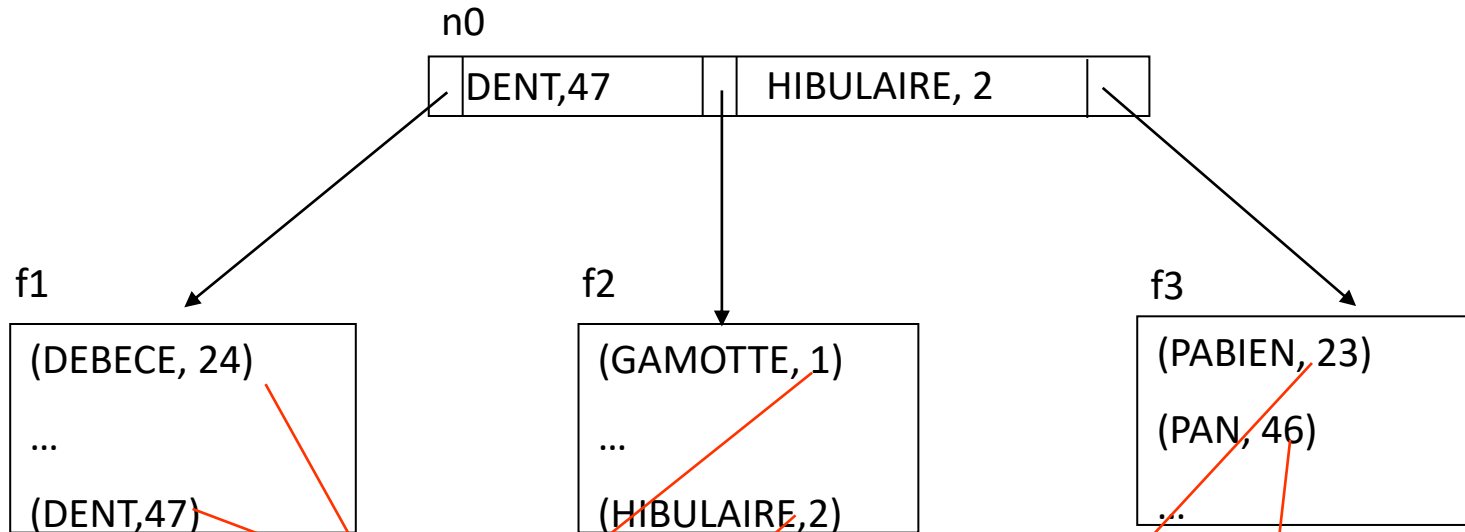 n0
DENT,47 HIBULAIRE, 2
f1
f2
f3
(DEBECE, 24)
...
(DENT,47)
(GAMOTTE, 1)
...
(HIBULAIRE,2)
(PABIEN, 23)
(PAN, 46)
...